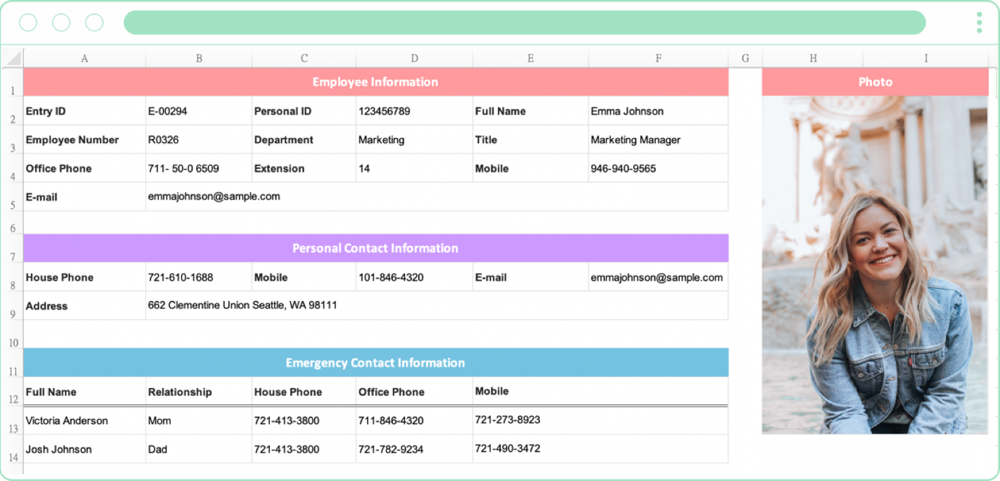 A B C D E F G H I
1 Employee Information Photo
2 Entry ID E-00294 Personal ID 123456789 Full Name Emma Johnson
3 Employee Number R0326 Department Marketing Title Marketing Manager
4 Office Phone 711- 50-0 6509 Extension 14 Mobile 946-940-9565
5 E-mail emmajohnson@sample.com
6
7 Personal Contact Information
8 House Phone 721-610-1688 Mobile 101-846-4320 E-mail emmajohnson@sample.com
9 Address 662 Clementine Union Seattle, WA 98111
10
11 Emergency Contact Information
12 Full Name Relationship House Phone Office Phone Mobile
13 Victoria Anderson Mom 721-413-3800 711-846-4320 721-273-8923
14 Josh Johnson Dad 721-413-3800 721-782-9234 721-490-3472